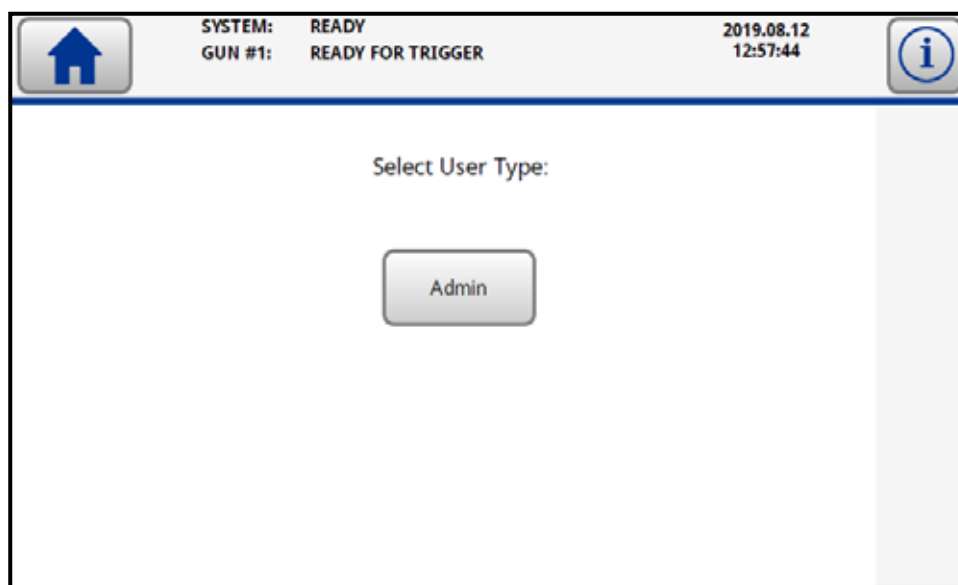 SYSTEM: READY 2019.08.12
GUN #1: READY FOR TRIGGER 12:57:44
i
Select User Type:
Admin